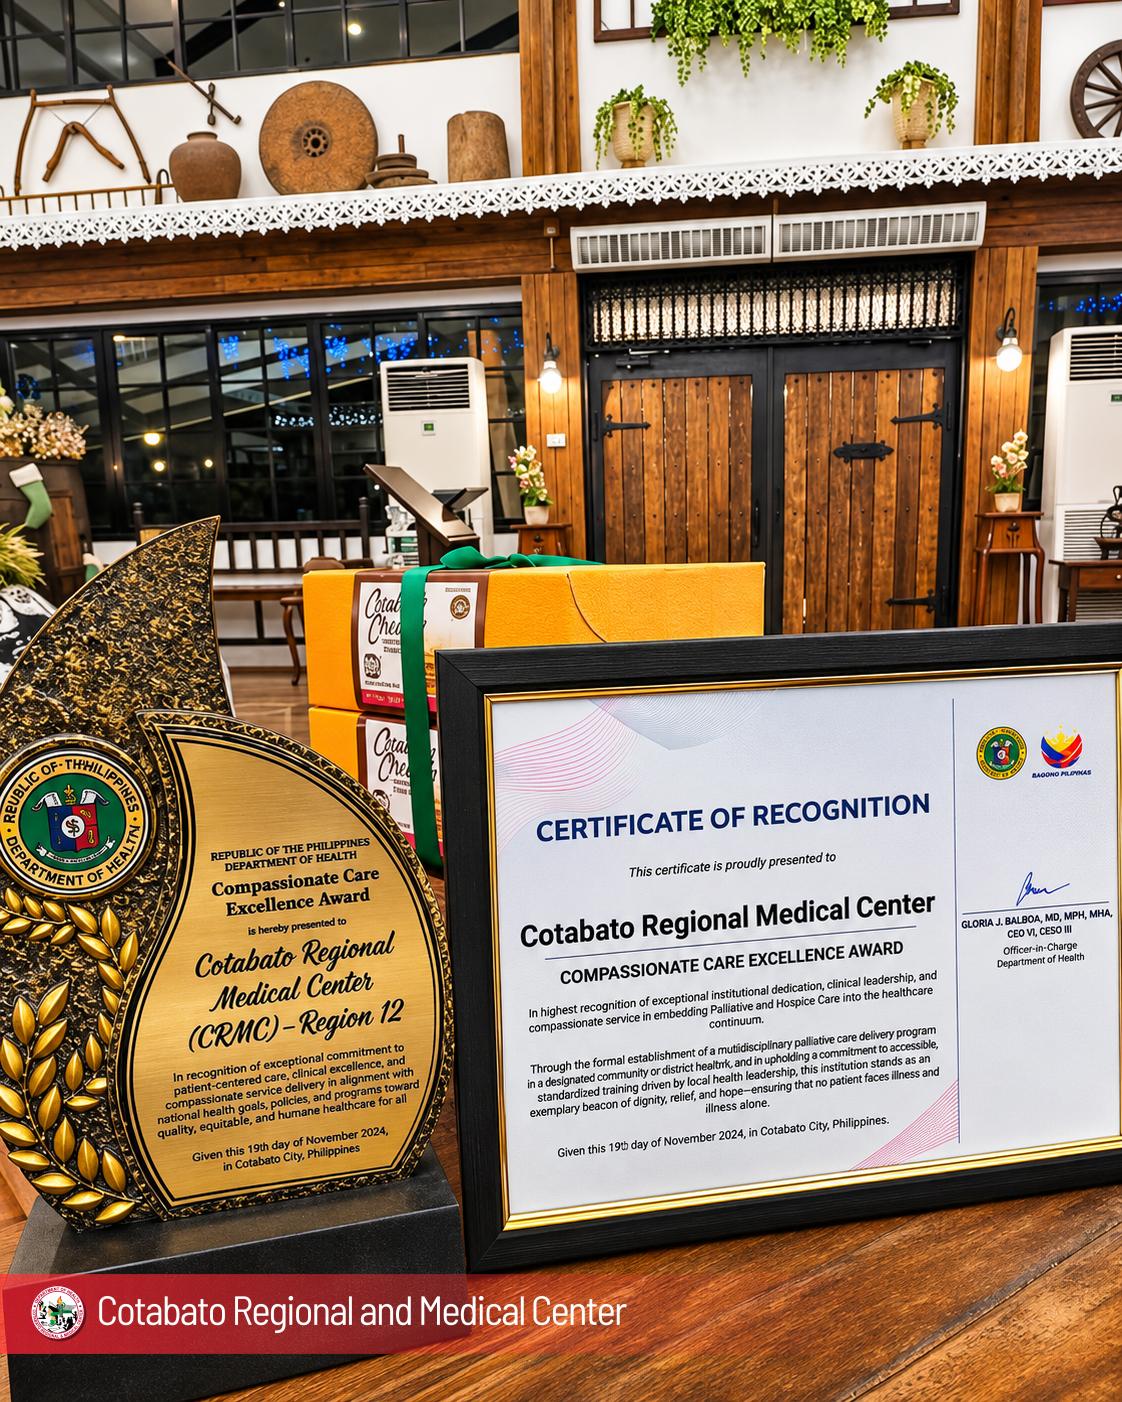 REUBLIC OF THHILIPPINES
DEPARTMENT OF HEALTH
REPUBLIC OF THE PHILIPPINES
DEPARTMENT OF HEALTH
Compassionate Care
Excellence Award
is hereby presented to
Cotabato Regional
Medical Center
(CRMC) – Region 12
In recognition of exceptional commitment to
patient-centered care, clinical excellence, and
compassionate service delivery in alignment with
national health goals, policies, and programs toward
quality, equitable, and humane healthcare for all
Given this 19th day of November 2024,
in Cotabato City, Philippines
BAGONG PILIPINAS
CERTIFICATE OF RECOGNITION
This certificate is proudly presented to
Cotabato Regional Medical Center
COMPASSIONATE CARE EXCELLENCE AWARD
In highest recognition of exceptional institutional dedication, clinical leadership, and
compassionate service in embedding Palliative and Hospice Care into the healthcare
continuum.
Through the formal establishment of a multidisciplinary palliative care delivery program
in a designated community or district and in upholding a commitment to accessible,
standardized training driven by local health leadership, this institution stands as an
exemplary beacon of dignity, relief, and hope—ensuring that no patient faces illness and
illness alone.
Given this 19th day of November 2024, in Cotabato City, Philippines.
GLORIA J. BALBOA, MD, MPH, MHA,
CEO VI, CESO III
Officer-in-Charge
Department of Health
Cotabato Regional and Medical Center